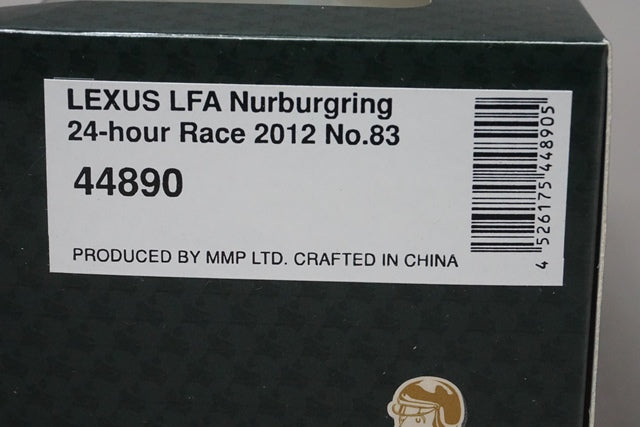 LEXUS LFA Nurburgring
24-hour Race 2012 No.83
44890
PRODUCED BY MMP LTD. CRAFTED IN CHINA
4 526175 448905